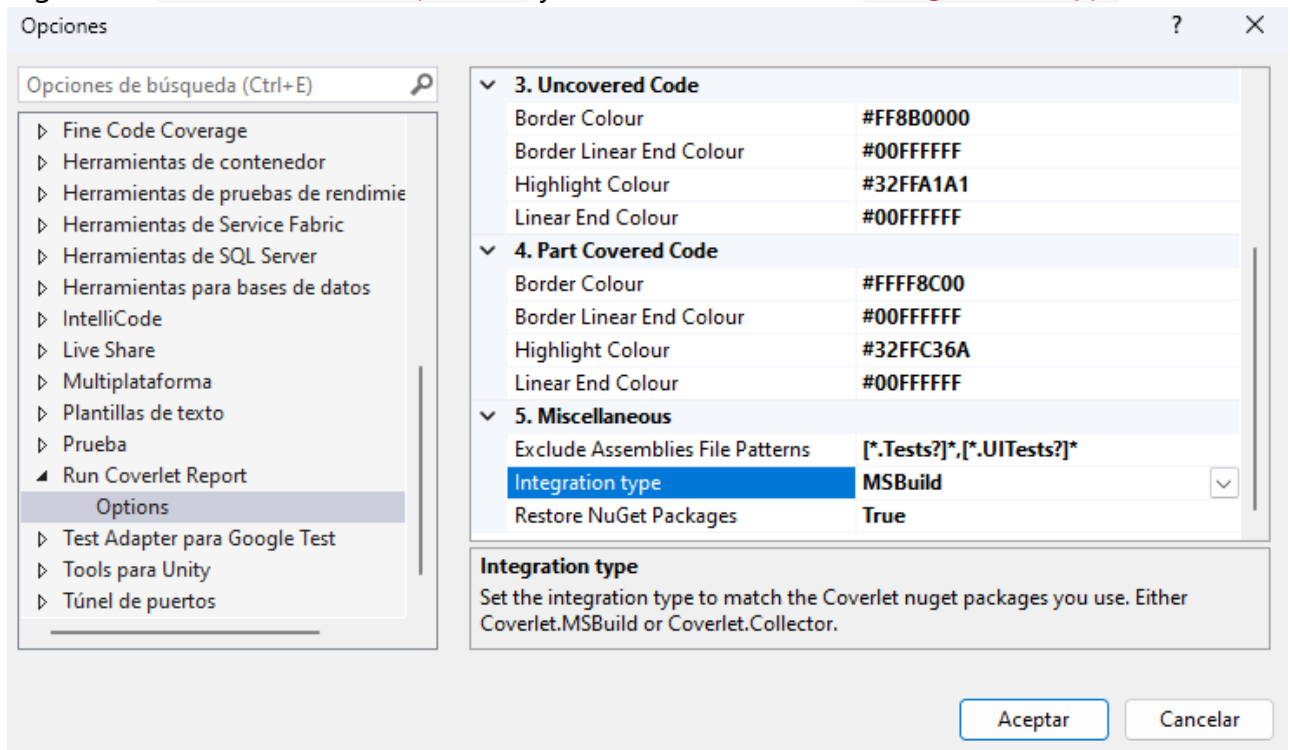 Opciones ? ×
Opciones de búsqueda (Ctrl+E)
Fine Code Coverage
Herramientas de contenedor
Herramientas de pruebas de rendimie
Herramientas de Service Fabric
Herramientas de SQL Server
Herramientas para bases de datos
IntelliCode
Live Share
Multiplataforma
Plantillas de texto
Prueba
Run Coverlet Report
Options
Test Adapter para Google Test
Tools para Unity
Túnel de puertos
3. Uncovered Code
Border Colour #FF8B0000
Border Linear End Colour #00FFFFFF
Highlight Colour #32FFA1A1
Linear End Colour #00FFFFFF
4. Part Covered Code
Border Colour #FFFF8C00
Border Linear End Colour #00FFFFFF
Highlight Colour #32FFC36A
Linear End Colour #00FFFFFF
5. Miscellaneous
Exclude Assemblies File Patterns [*.Tests?]*,[*.UITests?]*
Integration type MSBuild
Restore NuGet Packages True
Integration type
Set the integration type to match the Coverlet nuget packages you use. Either
Coverlet.MSBuild or Coverlet.Collector.
Aceptar Cancelar